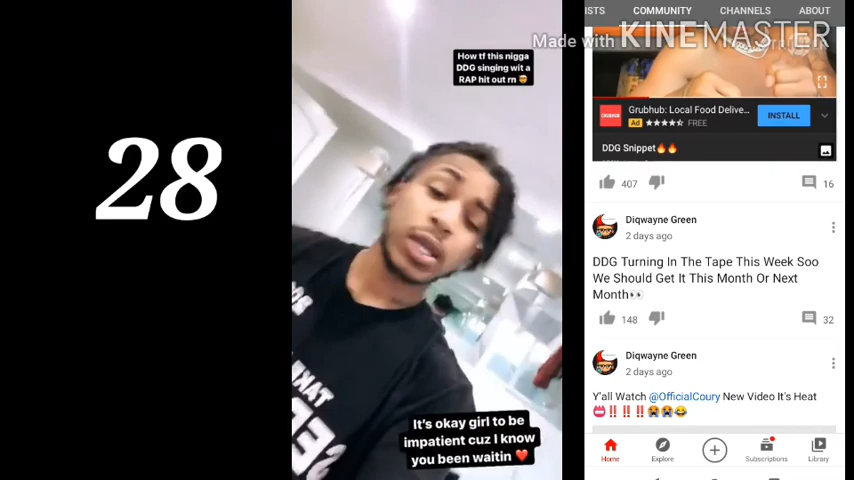 28
How tf this nigga
DDG singing wit a
RAP hit out rn 🤯
It's okay girl to be
impatient cuz I know
you been waitin ❤️
COMMUNITY
CHANNELS
ABOUT
Made with KINEMASTER
Grubhub: Local Food Delive...
Ad ★★★★⯪ FREE
INSTALL
DDG Snippet🔥🔥
407
16
Diqwayne Green
2 days ago
DDG Turning In The Tape This Week Soo
We Should Get It This Month Or Next
Month👀
148
32
Diqwayne Green
2 days ago
Y'all Watch @OfficialCoury New Video It's Heat
📛‼️‼️‼️😭😭😂
Home
Explore
Subscriptions
Library